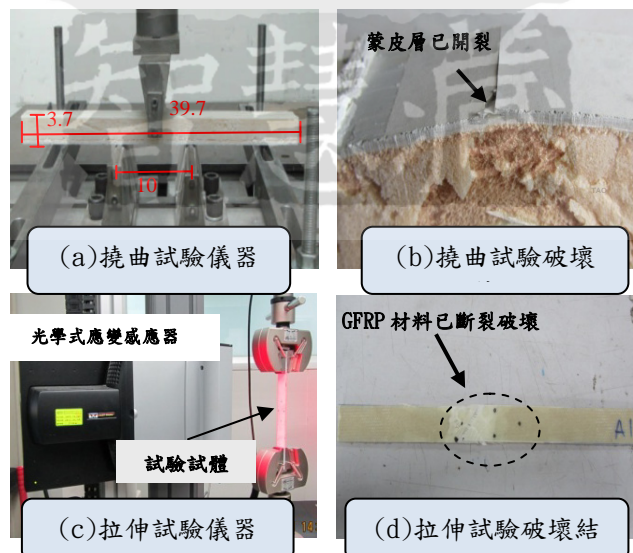 蒙皮層已開裂
3.7
39.7
10
(a)撓曲試驗儀器
(b)撓曲試驗破壞
光學式應變感應器
GFRP 材料已斷裂破壞
試驗試體
A1
(c)拉伸試驗儀器
(d)拉伸試驗破壞結